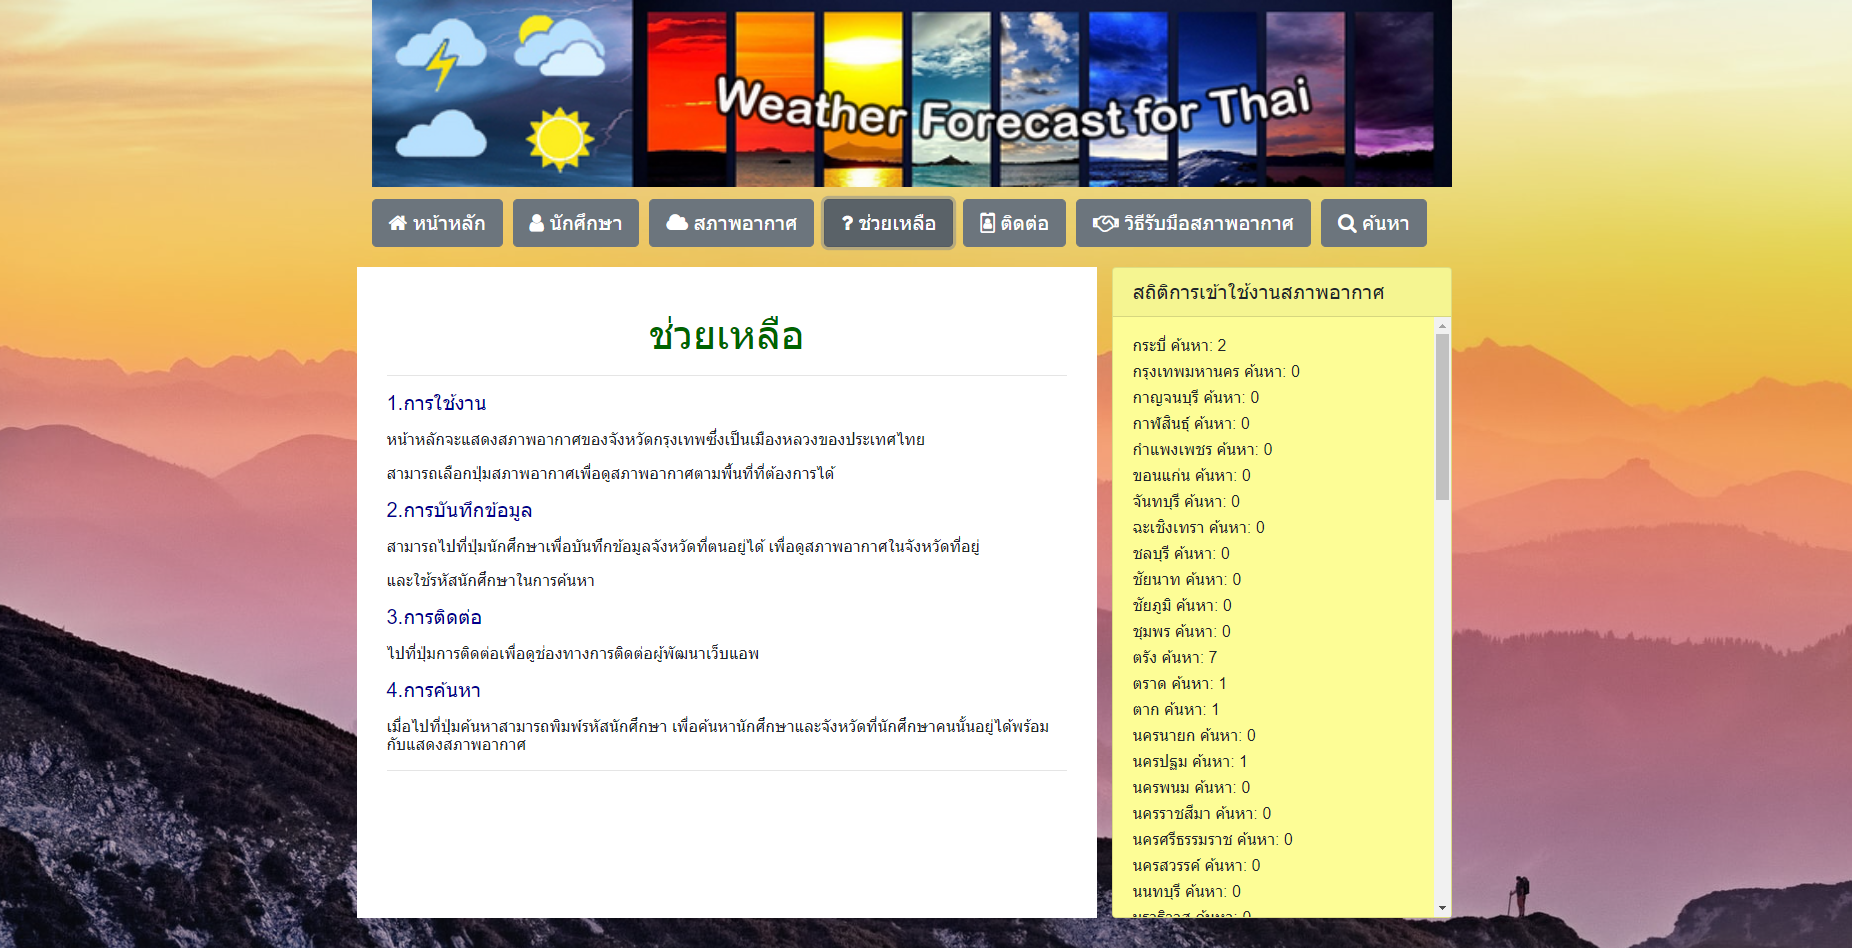 Weather Forecast for Thai
หน้าหลัก
นักศึกษา
สภาพอากาศ
? ช่วยเหลือ
ติดต่อ
วิธีรับมือสภาพอากาศ
ค้นหา
ช่วยเหลือ
1.การใช้งาน
หน้าหลักจะแสดงสภาพอากาศของจังหวัดกรุงเทพซึ่งเป็นเมืองหลวงของประเทศไทย
สามารถเลือกปุ่มสภาพอากาศเพื่อดูสภาพอากาศตามพื้นที่ที่ต้องการได้
2.การบันทึกข้อมูล
สามารถไปที่ปุ่มนักศึกษาเพื่อบันทึกข้อมูลจังหวัดที่ตนอยู่ได้ เพื่อดูสภาพอากาศในจังหวัดที่อยู่
และใช้รหัสนักศึกษาในการค้นหา
3.การติดต่อ
ไปที่ปุ่มการติดต่อเพื่อดูช่องทางการติดต่อผู้พัฒนาเว็บแอพ
4.การค้นหา
เมื่อไปที่ปุ่มค้นหาสามารถพิมพ์รหัสนักศึกษา เพื่อค้นหานักศึกษาและจังหวัดที่นักศึกษาคนนั้นอยู่ได้พร้อม
กับแสดงสภาพอากาศ
สถิติการเข้าใช้งานสภาพอากาศ
กระบี่ ค้นหา: 2
กรุงเทพมหานคร ค้นหา: 0
กาญจนบุรี ค้นหา: 0
กาฬสินธุ์ ค้นหา: 0
กำแพงเพชร ค้นหา: 0
ขอนแก่น ค้นหา: 0
จันทบุรี ค้นหา: 0
ฉะเชิงเทรา ค้นหา: 0
ชลบุรี ค้นหา: 0
ชัยนาท ค้นหา: 0
ชัยภูมิ ค้นหา: 0
ชุมพร ค้นหา: 0
ตรัง ค้นหา: 7
ตราด ค้นหา: 1
ตาก ค้นหา: 1
นครนายก ค้นหา: 0
นครปฐม ค้นหา: 1
นครพนม ค้นหา: 0
นครราชสีมา ค้นหา: 0
นครศรีธรรมราช ค้นหา: 0
นครสวรรค์ ค้นหา: 0
นนทบุรี ค้นหา: 0
นราธิวาส ค้นหา: 0